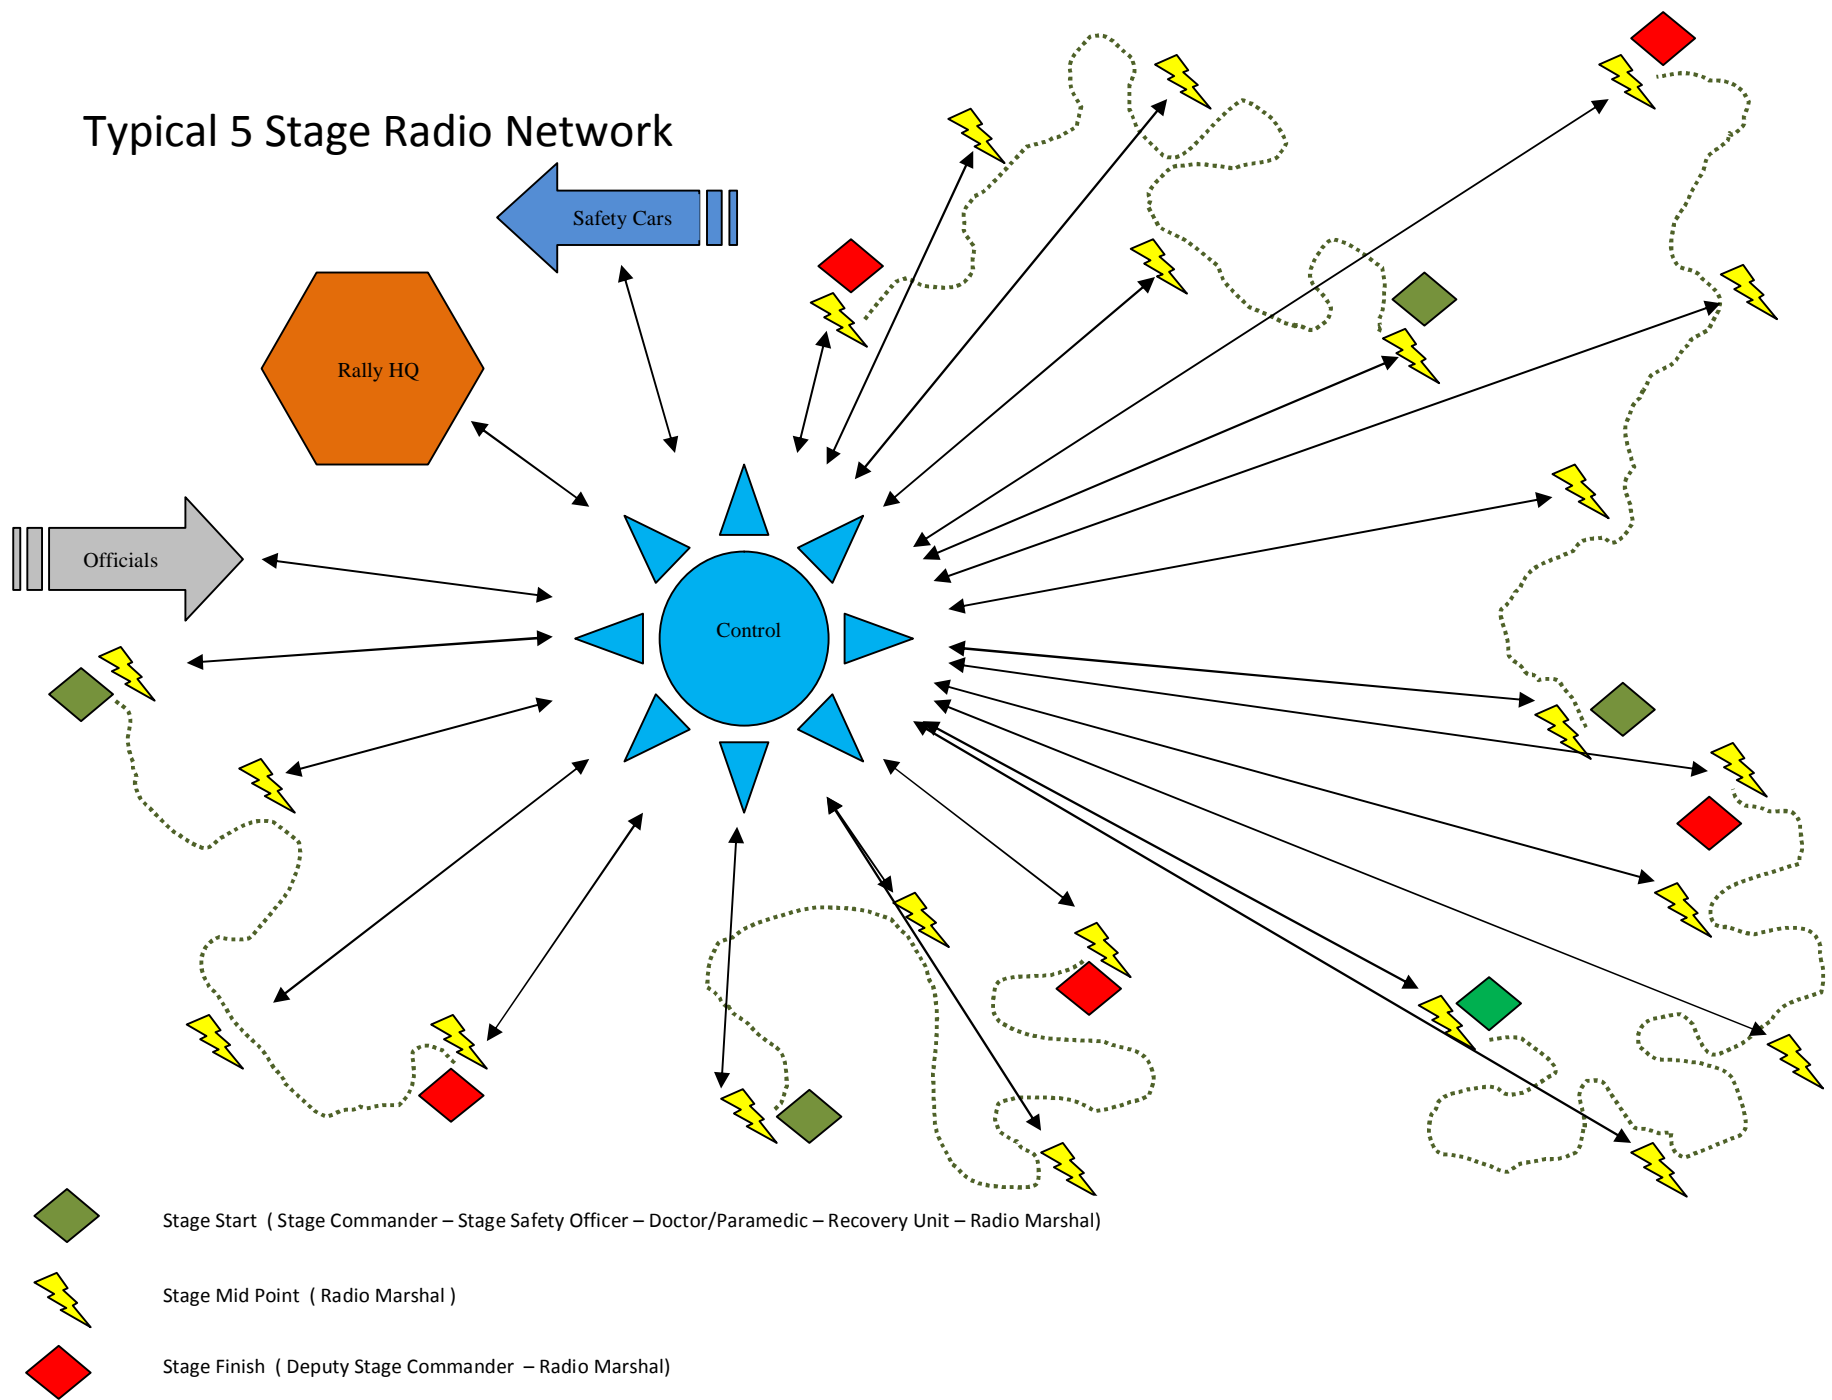 Typical 5 Stage Radio Network
Safety Cars
Rally HQ
Officials
Control
Stage Start ( Stage Commander – Stage Safety Officer – Doctor/Paramedic – Recovery Unit – Radio Marshal)
Stage Mid Point ( Radio Marshal )
Stage Finish ( Deputy Stage Commander – Radio Marshal)